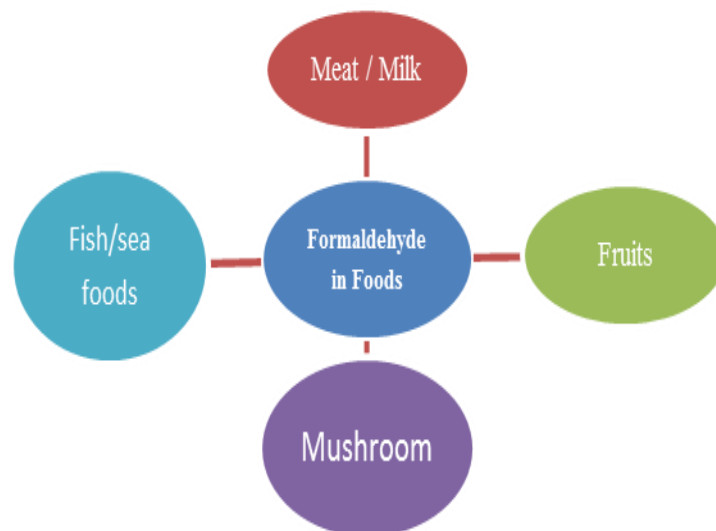 Meat / Milk
Fish/sea
foods
Formaldehyde
in Foods
Fruits
Mushroom